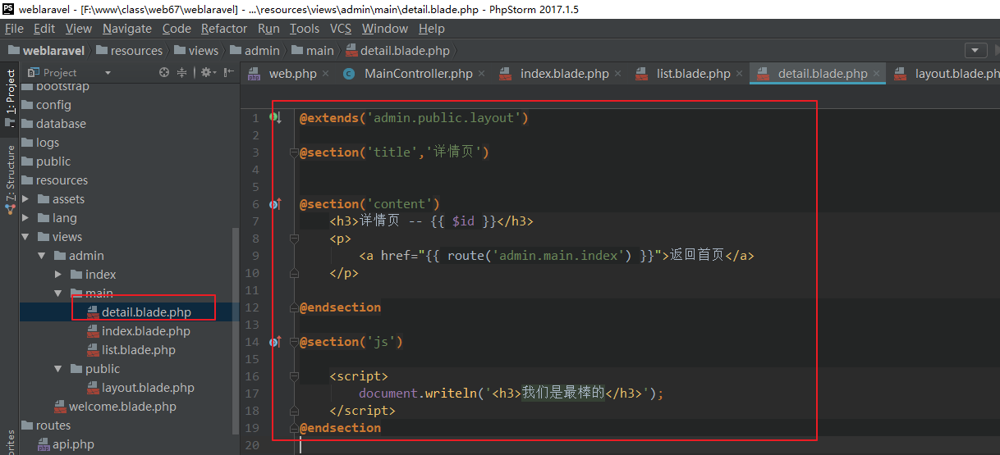 weblaravel - [F:\www\class\web67\weblaravel] - ...\resources\views\admin\main\detail.blade.php - PhpStorm 2017.1.5
File Edit View Navigate Code Refactor Run Tools VCS Window Help
weblaravel resources views admin main detail.blade.php
1: Project
7: Structure
Project
bootstrap
config
database
logs
public
resources
assets
lang
views
admin
index
main
detail.blade.php
index.blade.php
list.blade.php
public
layout.blade.php
welcome.blade.php
routes
api.php
web.php MainController.php index.blade.php list.blade.php detail.blade.php layout.blade.ph
1 @extends('admin.public.layout')
2
3 @section('title','详情页')
4
5
6 @section('content')
7 <h3>详情页 -- {{ $id }}</h3>
8 <p>
9 <a href="{{ route('admin.main.index') }}">返回首页</a>
10 </p>
11
12 @endsection
13
14 @section('js')
15
16 <script>
17 document.writeln('<h3>我们是最棒的</h3>');
18 </script>
19 @endsection
20